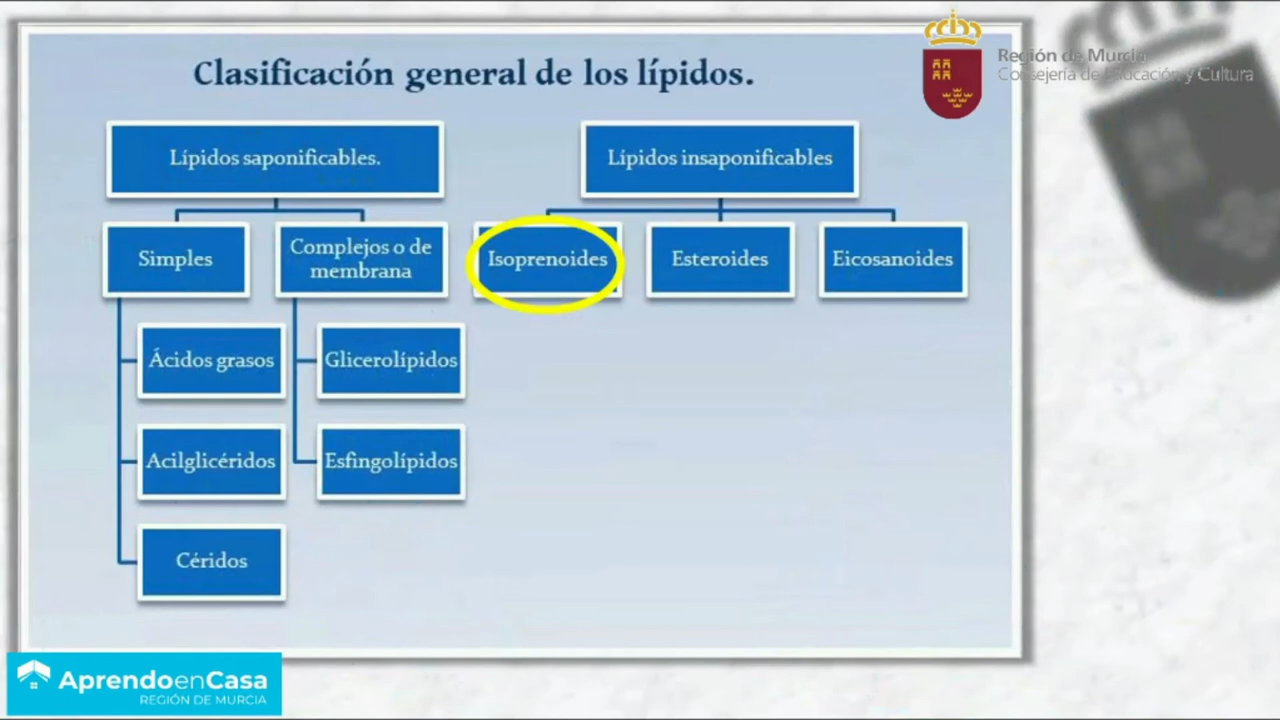 Clasificación general de los lípidos.
Región de Murcia
Consejería de Educación y Cultura
Lípidos saponificables.
Lípidos insaponificables
Simples
Complejos o de
membrana
Isoprenoides
Esteroides
Eicosanoides
Ácidos grasos
Glicerolípidos
Acilglicéridos
Esfingolípidos
Céridos
AprendoenCasa
REGIÓN DE MURCIA